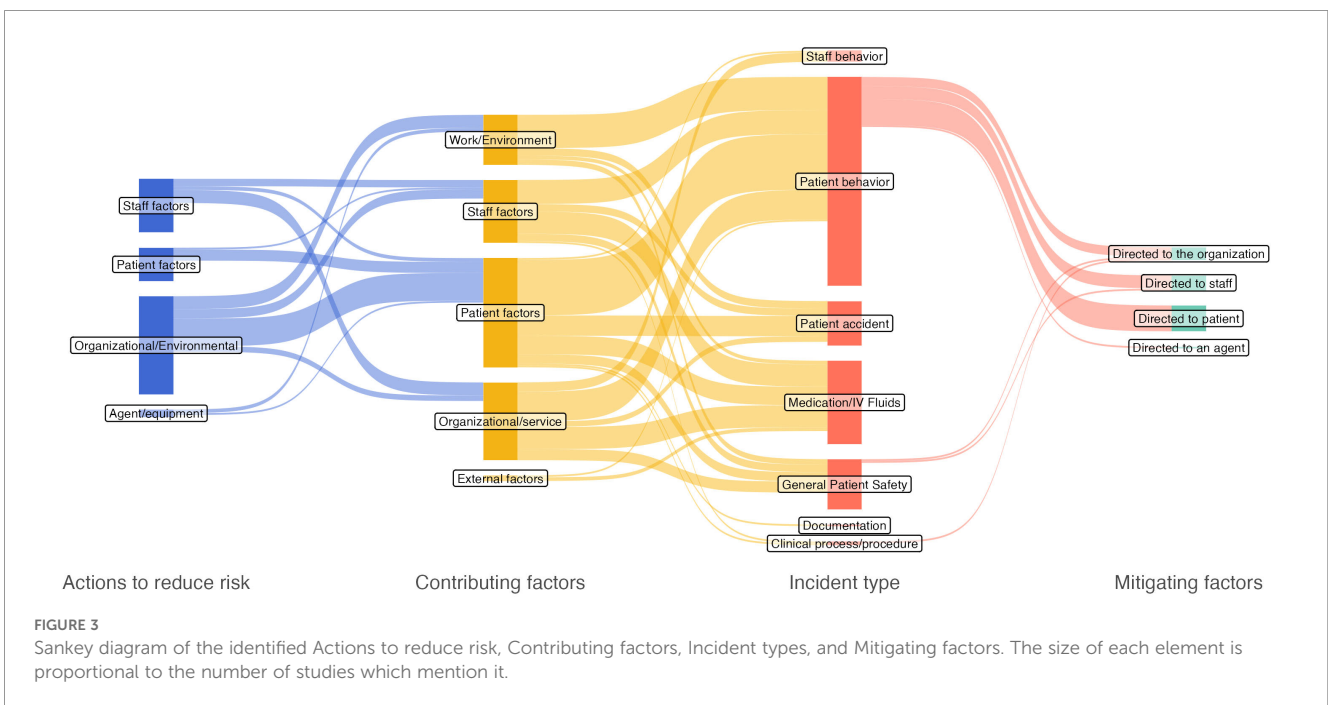 Staff behavior
Work/Environment
Patient behavior
Staff factors
Staff factors
Directed to the organization
Patient factors
Directed to staff
Patient factors
Patient accident
Directed to patient
Organizational/Environmental
Directed to an agent
Agent/equipment
Medication/IV Fluids
Organizational/service
External factors
General Patient Safety
Documentation
Clinical process/procedure
Actions to reduce risk
Contributing factors
Incident type
Mitigating factors
FIGURE 3
Sankey diagram of the identified Actions to reduce risk, Contributing factors, Incident types, and Mitigating factors. The size of each element is
proportional to the number of studies which mention it.